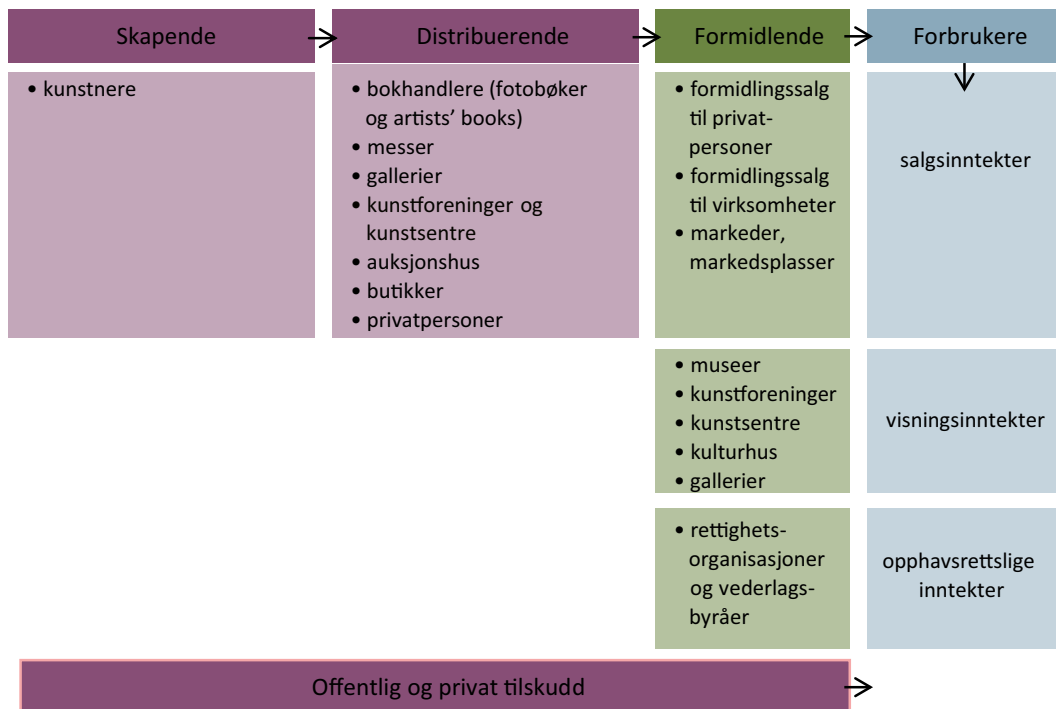 Skapende
Distribuerende
Formidlende
Forbrukere
• kunstnere
• bokhandlere (fotobøker
og artists’ books)
• messer
• gallerier
• kunstforeninger og
kunstsentre
• auksjonshus
• butikker
• privatpersoner
• formidlingssalg
til privat-
personer
• formidlingssalg
til virksomheter
• markeder,
markedsplasser
salgsinntekter
• museer
• kunstforeninger
• kunstsentre
• kulturhus
• gallerier
visningsinntekter
• rettighets-
organisasjoner
og vederlags-
byråer
opphavsrettslige
inntekter
Offentlig og privat tilskudd